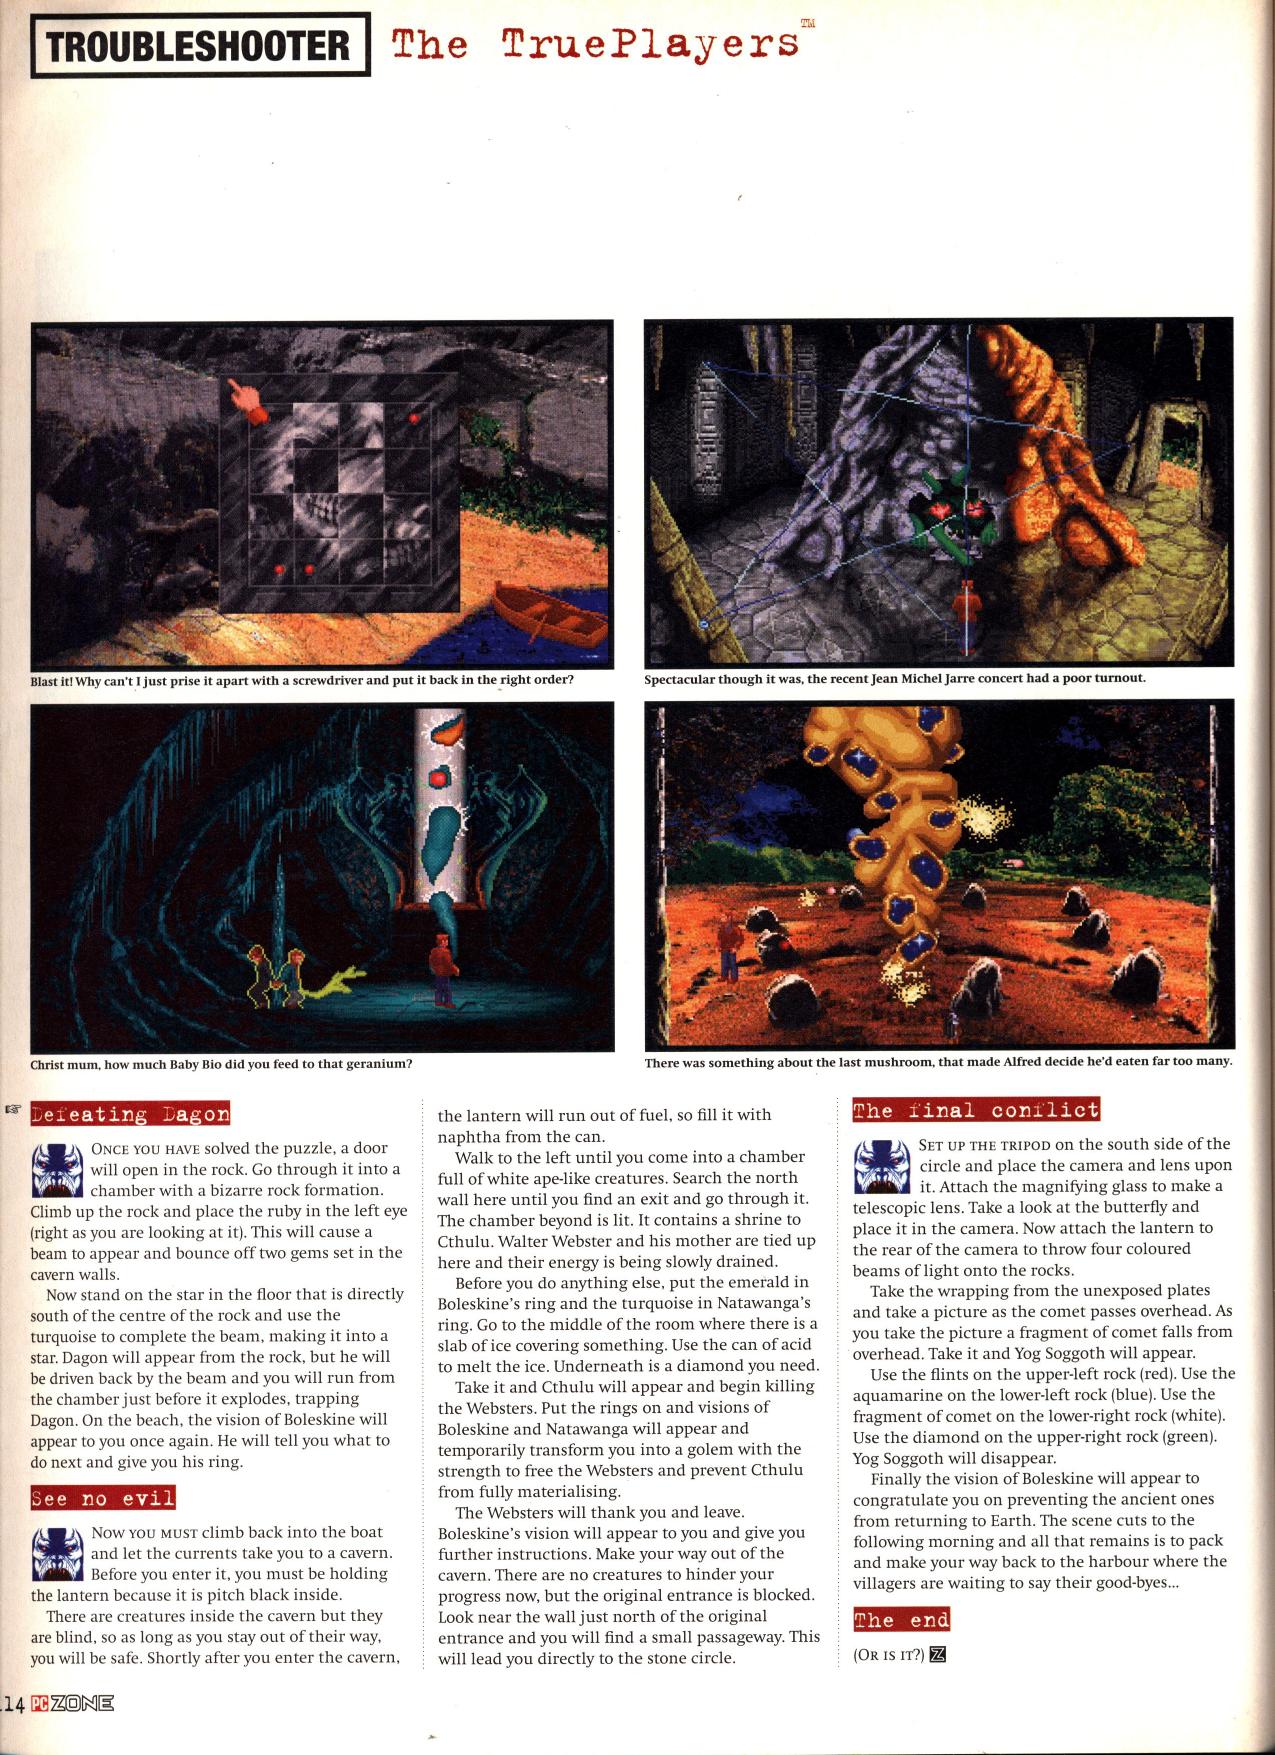 TROUBLESHOOTER The TruePlayers™
Blast it! Why can't I just prise it apart with a screwdriver and put it back in the right order?
Spectacular though it was, the recent Jean Michel Jarre concert had a poor turnout.
Christ mum, how much Baby Bio did you feed to that geranium?
There was something about the last mushroom, that made Alfred decide he'd eaten far too many.
Defeating Dagon
ONCE YOU HAVE solved the puzzle, a door
will open in the rock. Go through it into a
chamber with a bizarre rock formation.
Climb up the rock and place the ruby in the left eye
(right as you are looking at it). This will cause a
beam to appear and bounce off two gems set in the
cavern walls.
Now stand on the star in the floor that is directly
south of the centre of the rock and use the
turquoise to complete the beam, making it into a
star. Dagon will appear from the rock, but he will
be driven back by the beam and you will run from
the chamber just before it explodes, trapping
Dagon. On the beach, the vision of Boleskine will
appear to you once again. He will tell you what to
do next and give you his ring.
See no evil
NOW YOU MUST climb back into the boat
and let the currents take you to a cavern.
Before you enter it, you must be holding
the lantern because it is pitch black inside.
There are creatures inside the cavern but they
are blind, so as long as you stay out of their way,
you will be safe. Shortly after you enter the cavern,
the lantern will run out of fuel, so fill it with
naphtha from the can.
Walk to the left until you come into a chamber
full of white ape-like creatures. Search the north
wall here until you find an exit and go through it.
The chamber beyond is lit. It contains a shrine to
Cthulu. Walter Webster and his mother are tied up
here and their energy is being slowly drained.
Before you do anything else, put the emerald in
Boleskine's ring and the turquoise in Natawanga's
ring. Go to the middle of the room where there is a
slab of ice covering something. Use the can of acid
to melt the ice. Underneath is a diamond you need.
Take it and Cthulu will appear and begin killing
the Websters. Put the rings on and visions of
Boleskine and Natawanga will appear and
temporarily transform you into a golem with the
strength to free the Websters and prevent Cthulu
from fully materialising.
The Websters will thank you and leave.
Boleskine's vision will appear to you and give you
further instructions. Make your way out of the
cavern. There are no creatures to hinder your
progress now, but the original entrance is blocked.
Look near the wall just north of the original
entrance and you will find a small passageway. This
will lead you directly to the stone circle.
The final conflict
SET UP THE TRIPOD on the south side of the
circle and place the camera and lens upon
it. Attach the magnifying glass to make a
telescopic lens. Take a look at the butterfly and
place it in the camera. Now attach the lantern to
the rear of the camera to throw four coloured
beams of light onto the rocks.
Take the wrapping from the unexposed plates
and take a picture as the comet passes overhead. As
you take the picture a fragment of comet falls from
overhead. Take it and Yog Soggoth will appear.
Use the flints on the upper-left rock (red). Use the
aquamarine on the lower-left rock (blue). Use the
fragment of comet on the lower-right rock (white).
Use the diamond on the upper-right rock (green).
Yog Soggoth will disappear.
Finally the vision of Boleskine will appear to
congratulate you on preventing the ancient ones
from returning to Earth. The scene cuts to the
following morning and all that remains is to pack
and make your way back to the harbour where the
villagers are waiting to say their good-byes...
The end
(OR IS IT?) Z
114 PC ZONE